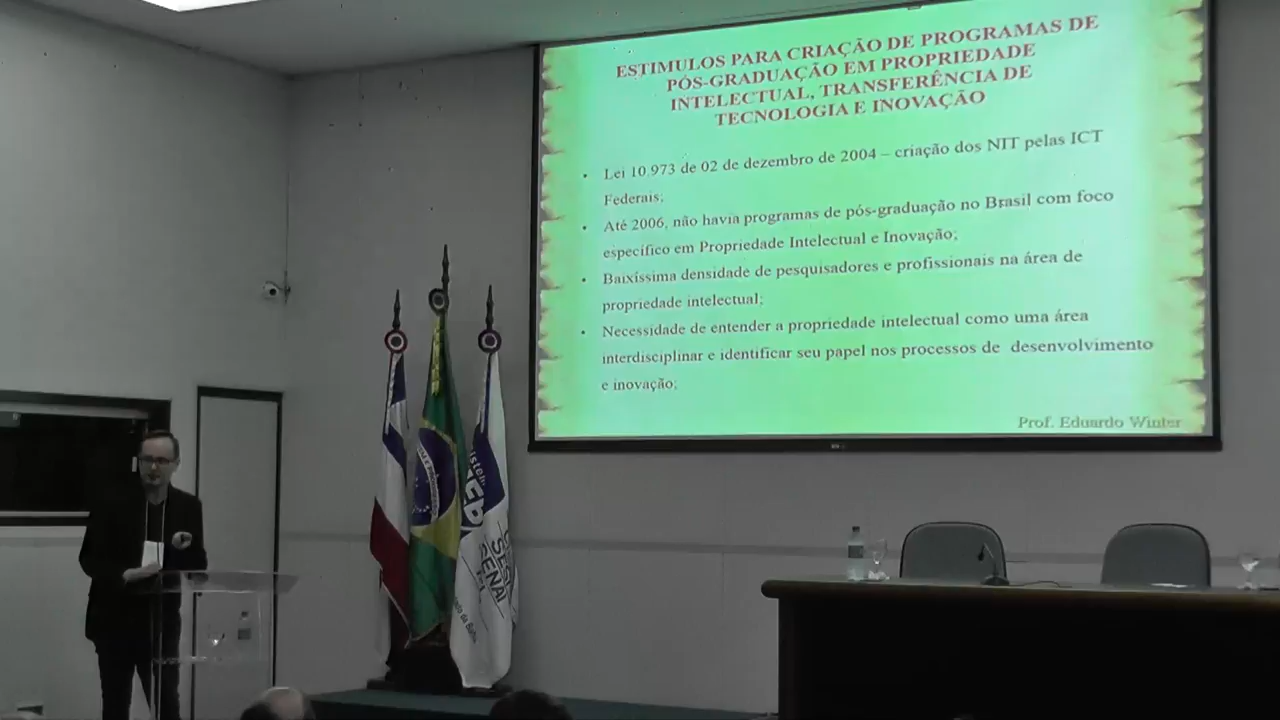 ESTIMULOS PARA CRIAÇÃO DE PROGRAMAS DE
PÓS-GRADUAÇÃO EM PROPRIEDADE
INTELECTUAL, TRANSFERÊNCIA DE
TECNOLOGIA E INOVAÇÃO
• Lei 10.973 de 02 de dezembro de 2004 – criação dos NIT pelas ICT
Federais;
• Até 2006, não havia programas de pós-graduação no Brasil com foco
específico em Propriedade Intelectual e Inovação;
• Baixíssima densidade de pesquisadores e profissionais na área de
propriedade intelectual;
• Necessidade de entender a propriedade intelectual como uma área
interdisciplinar e identificar seu papel nos processos de desenvolvimento
e inovação;
Prof. Eduardo Winter
SESI
SENAI